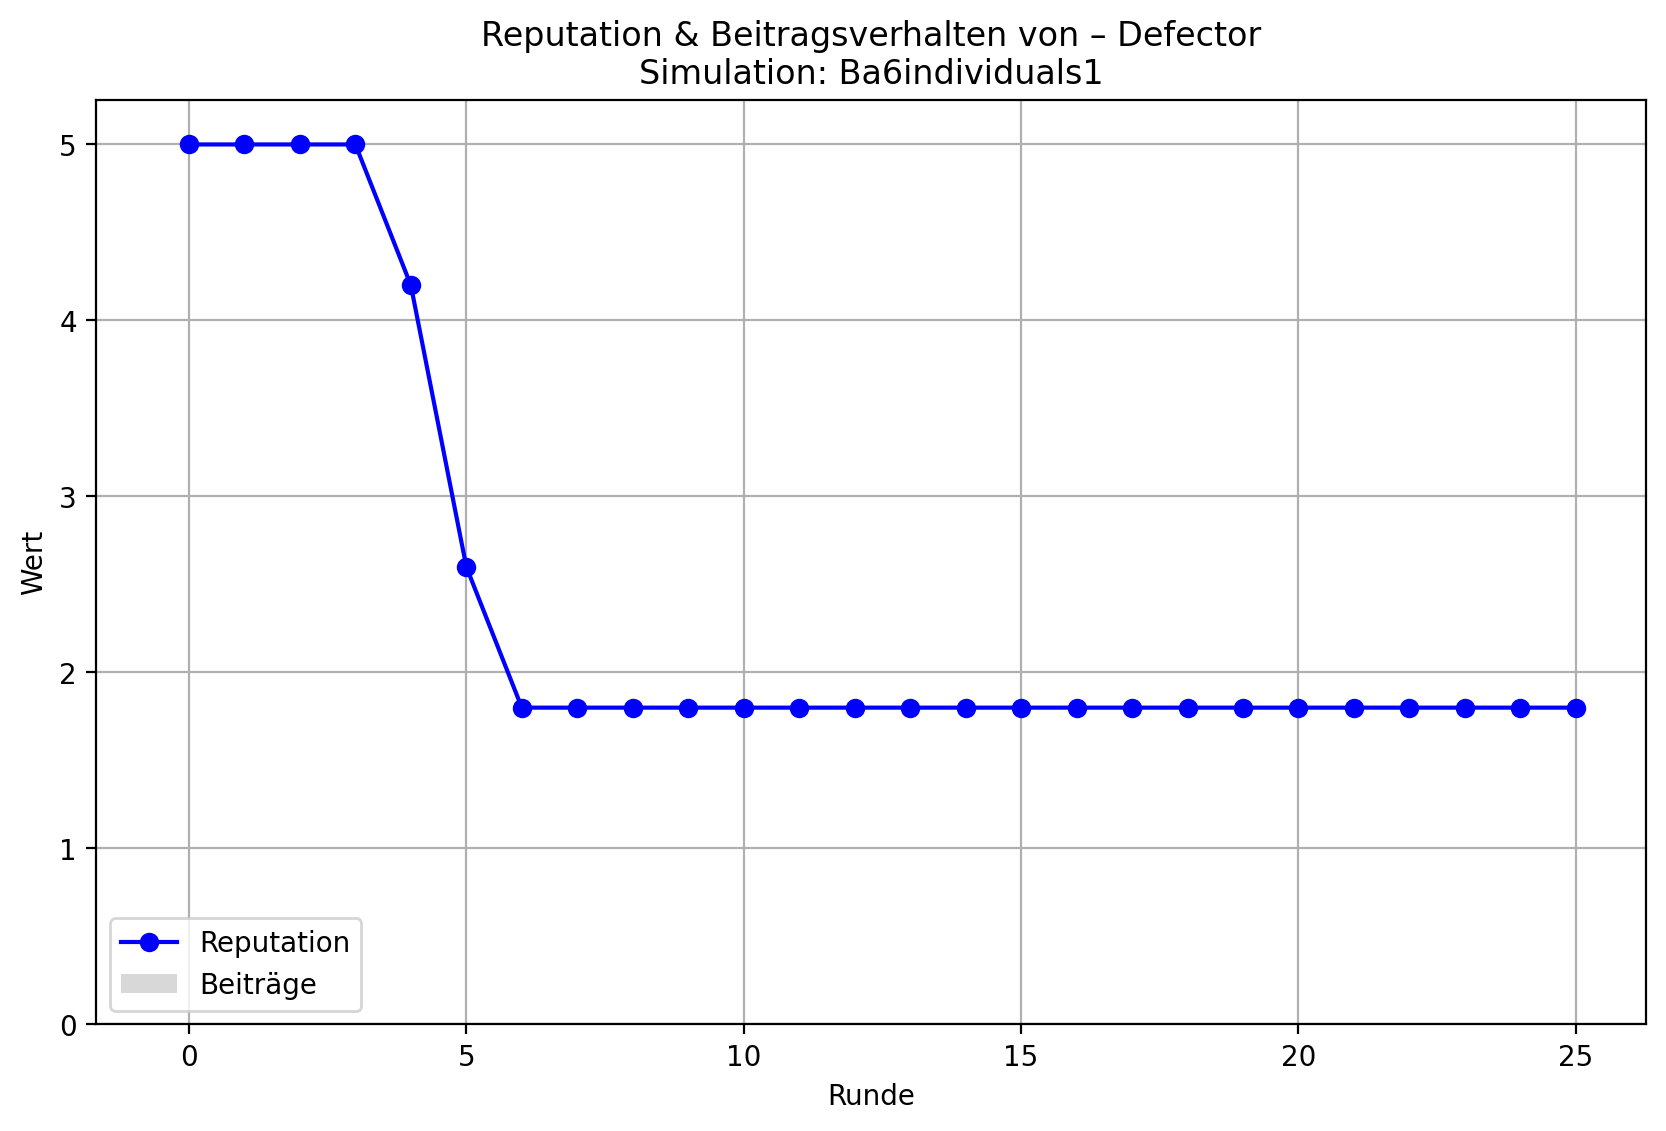 Reputation & Beitragsverhalten von – Defector
Simulation: Ba6individuals1
5
4
3
2
1
0
Wert
Reputation
Beiträge
0 5 10 15 20 25
Runde